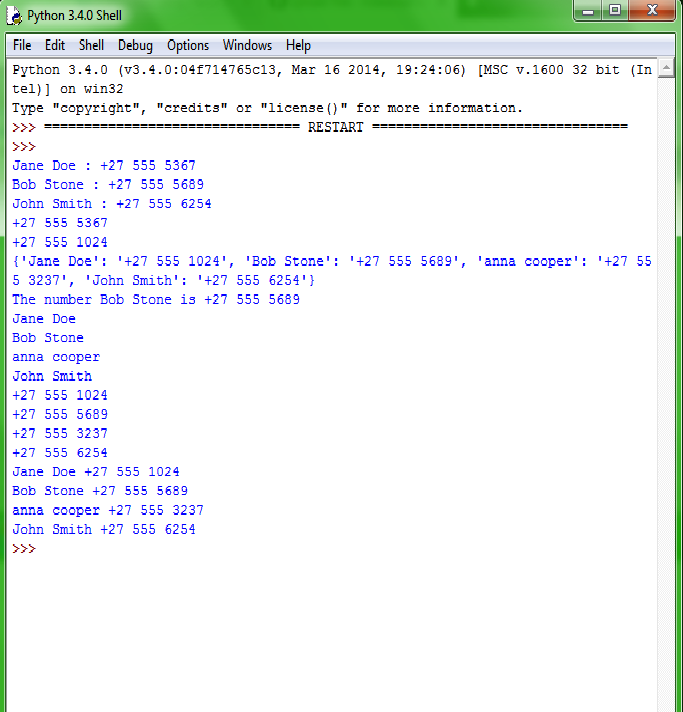 Python 3.4.0 Shell
File Edit Shell Debug Options Windows Help
Python 3.4.0 (v3.4.0:04f714765c13, Mar 16 2014, 19:24:06) [MSC v.1600 32 bit (In
tel)] on win32
Type "copyright", "credits" or "license()" for more information.
>>> ================================ RESTART ================================
>>>
Jane Doe : +27 555 5367
Bob Stone : +27 555 5689
John Smith : +27 555 6254
+27 555 5367
+27 555 1024
{'Jane Doe': '+27 555 1024', 'Bob Stone': '+27 555 5689', 'anna cooper': '+27 55
5 3237', 'John Smith': '+27 555 6254'}
The number Bob Stone is +27 555 5689
Jane Doe
Bob Stone
anna cooper
John Smith
+27 555 1024
+27 555 5689
+27 555 3237
+27 555 6254
Jane Doe +27 555 1024
Bob Stone +27 555 5689
anna cooper +27 555 3237
John Smith +27 555 6254
>>>